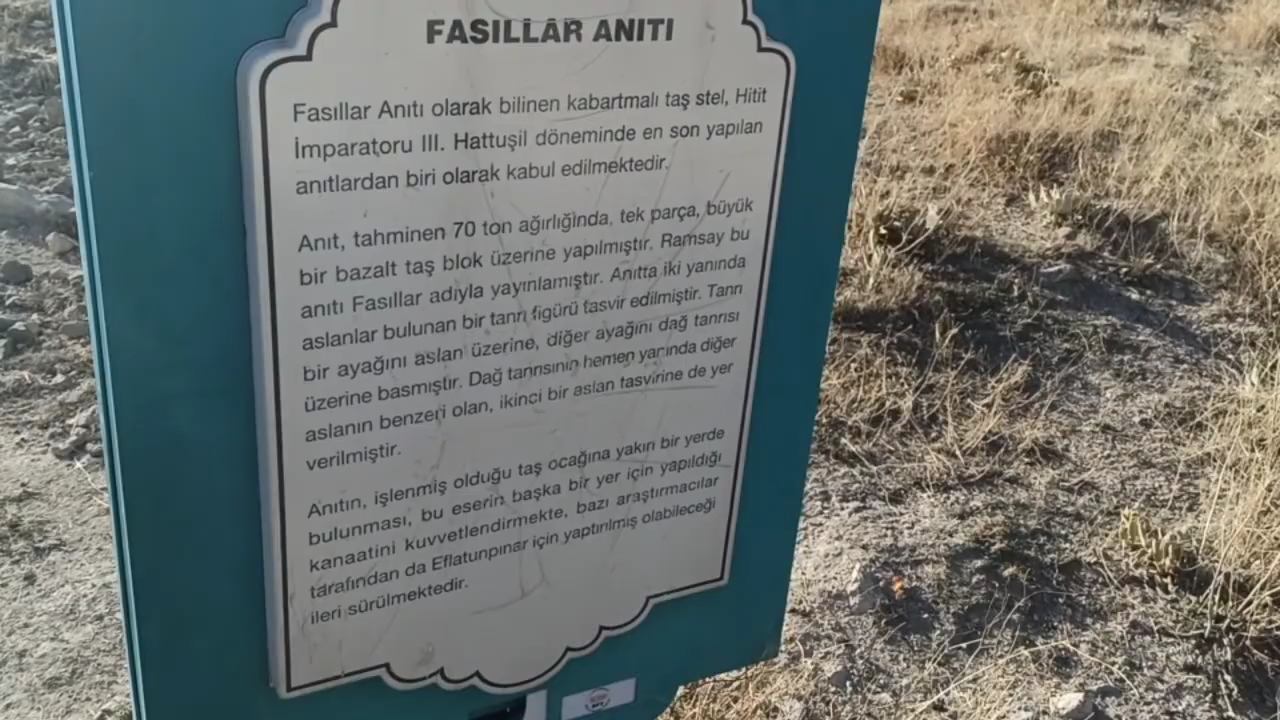 FASILLAR ANITI
Fasıllar Anıtı olarak bilinen kabartmalı taş stel, Hitit
İmparatoru III. Hattuşil döneminde en son yapılan
anıtlardan biri olarak kabul edilmektedir.
Anıt, tahminen 70 ton ağırlığında, tek parça, büyük
bir bazalt taş blok üzerine yapılmıştır. Ramsay bu
anıtı Fasıllar adıyla yayınlamıştır. Anıtta iki yanında
aslanlar bulunan bir tanrı figürü tasvir edilmiştir. Tanrı
bir ayağını aslan üzerine, diğer ayağını dağ tanrısı
üzerine basmıştır. Dağ tanrısının hemen yanında diğer
aslanın benzeri olan, ikinci bir aslan tasvirine de yer
verilmiştir.
Anıtın, işlenmiş olduğu taş ocağına yakın bir yerde
bulunması, bu eserin başka bir yer için yapıldığı
kanaatini kuvvetlendirmekte, bazı araştırmacılar
tarafından da Eflatunpınar için yaptırılmış olabileceği
ileri sürülmektedir.